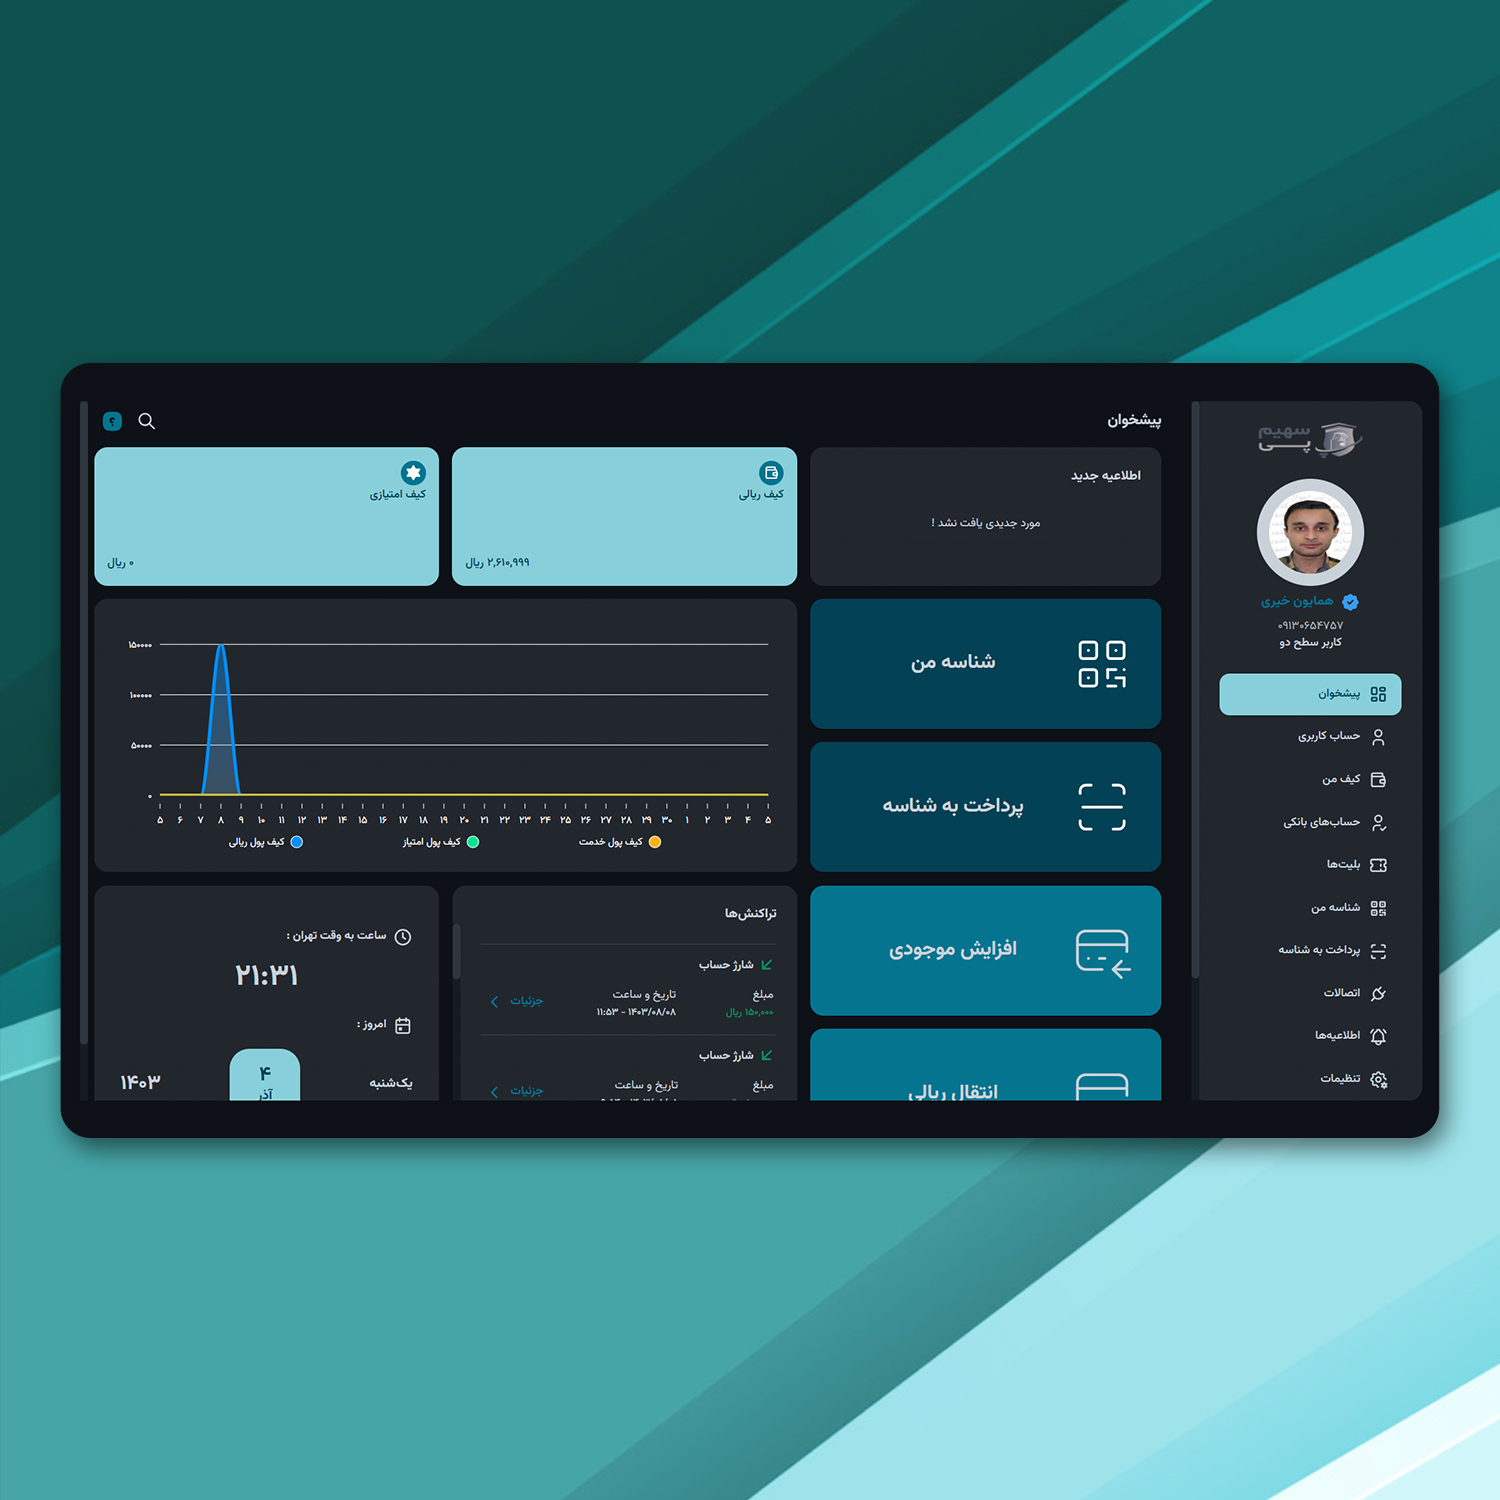 سهیم
پی
همایون خیری
۰۹۱۳۰۶۵۴۷۵۷
کاربر سطح دو
پیشخوان
حساب کاربری
کیف من
حساب‌های بانکی
بلیت‌ها
شناسه من
پرداخت به شناسه
اتصالات
اطلاعیه‌ها
تنظیمات
پیشخوان
؟
اطلاعیه جدید
مورد جدیدی یافت نشد !
کیف ریالی
۲,۶۱۰,۹۹۹ ریال
کیف امتیازی
۰ ریال
شناسه من
پرداخت به شناسه
افزایش موجودی
انتقال ریالی
۱۵۰۰۰۰
۱۰۰۰۰۰
۵۰۰۰۰
۰
۵ ۶ ۷ ۸ ۹ ۱۰ ۱۱ ۱۲ ۱۳ ۱۴ ۱۵ ۱۶ ۱۷ ۱۸ ۱۹ ۲۰ ۲۱ ۲۲ ۲۳ ۲۴ ۲۵ ۲۶ ۲۷ ۲۸ ۲۹ ۳۰ ۱ ۲ ۳ ۴ ۵
کیف پول خدمت
کیف پول امتیاز
کیف پول ریالی
تراکنش‌ها
شارژ حساب
مبلغ
۱۵۰,۰۰۰ ریال
تاریخ و ساعت
۱۴۰۳/۰۸/۰۸ - ۱۱:۵۳
جزئیات
شارژ حساب
مبلغ
تاریخ و ساعت
جزئیات
ساعت به وقت تهران :
۲۱:۳۱
امروز :
یک‌شنبه
۴
آذر
۱۴۰۳